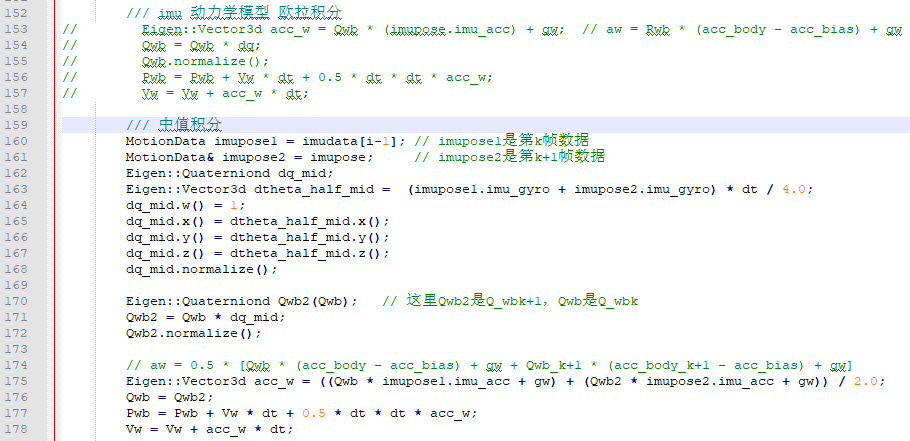 152 /// imu 动力学模型 欧拉积分
153 // Eigen::Vector3d acc_w = Qwb * (imupose.imu_acc) + gw; // aw = Rwb * (acc_body - acc_bias) + gw
154 // Qwb = Qwb * dq;
155 // Qwb.normalize();
156 // Pwb = Pwb + Vw * dt + 0.5 * dt * dt * acc_w;
157 // Vw = Vw + acc_w * dt;
158
159 /// 中值积分
160 MotionData imupose1 = imudata[i-1]; // imupose1是第k帧数据
161 MotionData& imupose2 = imupose; // imupose2是第k+1帧数据
162 Eigen::Quaterniond dq_mid;
163 Eigen::Vector3d dtheta_half_mid = (imupose1.imu_gyro + imupose2.imu_gyro) * dt / 4.0;
164 dq_mid.w() = 1;
165 dq_mid.x() = dtheta_half_mid.x();
166 dq_mid.y() = dtheta_half_mid.y();
167 dq_mid.z() = dtheta_half_mid.z();
168 dq_mid.normalize();
169
170 Eigen::Quaterniond Qwb2(Qwb); // 这里Qwb2是Q_wbk+1，Qwb是Q_wbk
171 Qwb2 = Qwb * dq_mid;
172 Qwb2.normalize();
173
174 // aw = 0.5 * [Qwb * (acc_body - acc_bias) + gw + Qwb_k+1 * (acc_body_k+1 - acc_bias) + gw]
175 Eigen::Vector3d acc_w = ((Qwb * imupose1.imu_acc + gw) + (Qwb2 * imupose2.imu_acc + gw)) / 2.0;
176 Qwb = Qwb2;
177 Pwb = Pwb + Vw * dt + 0.5 * dt * dt * acc_w;
178 Vw = Vw + acc_w * dt;